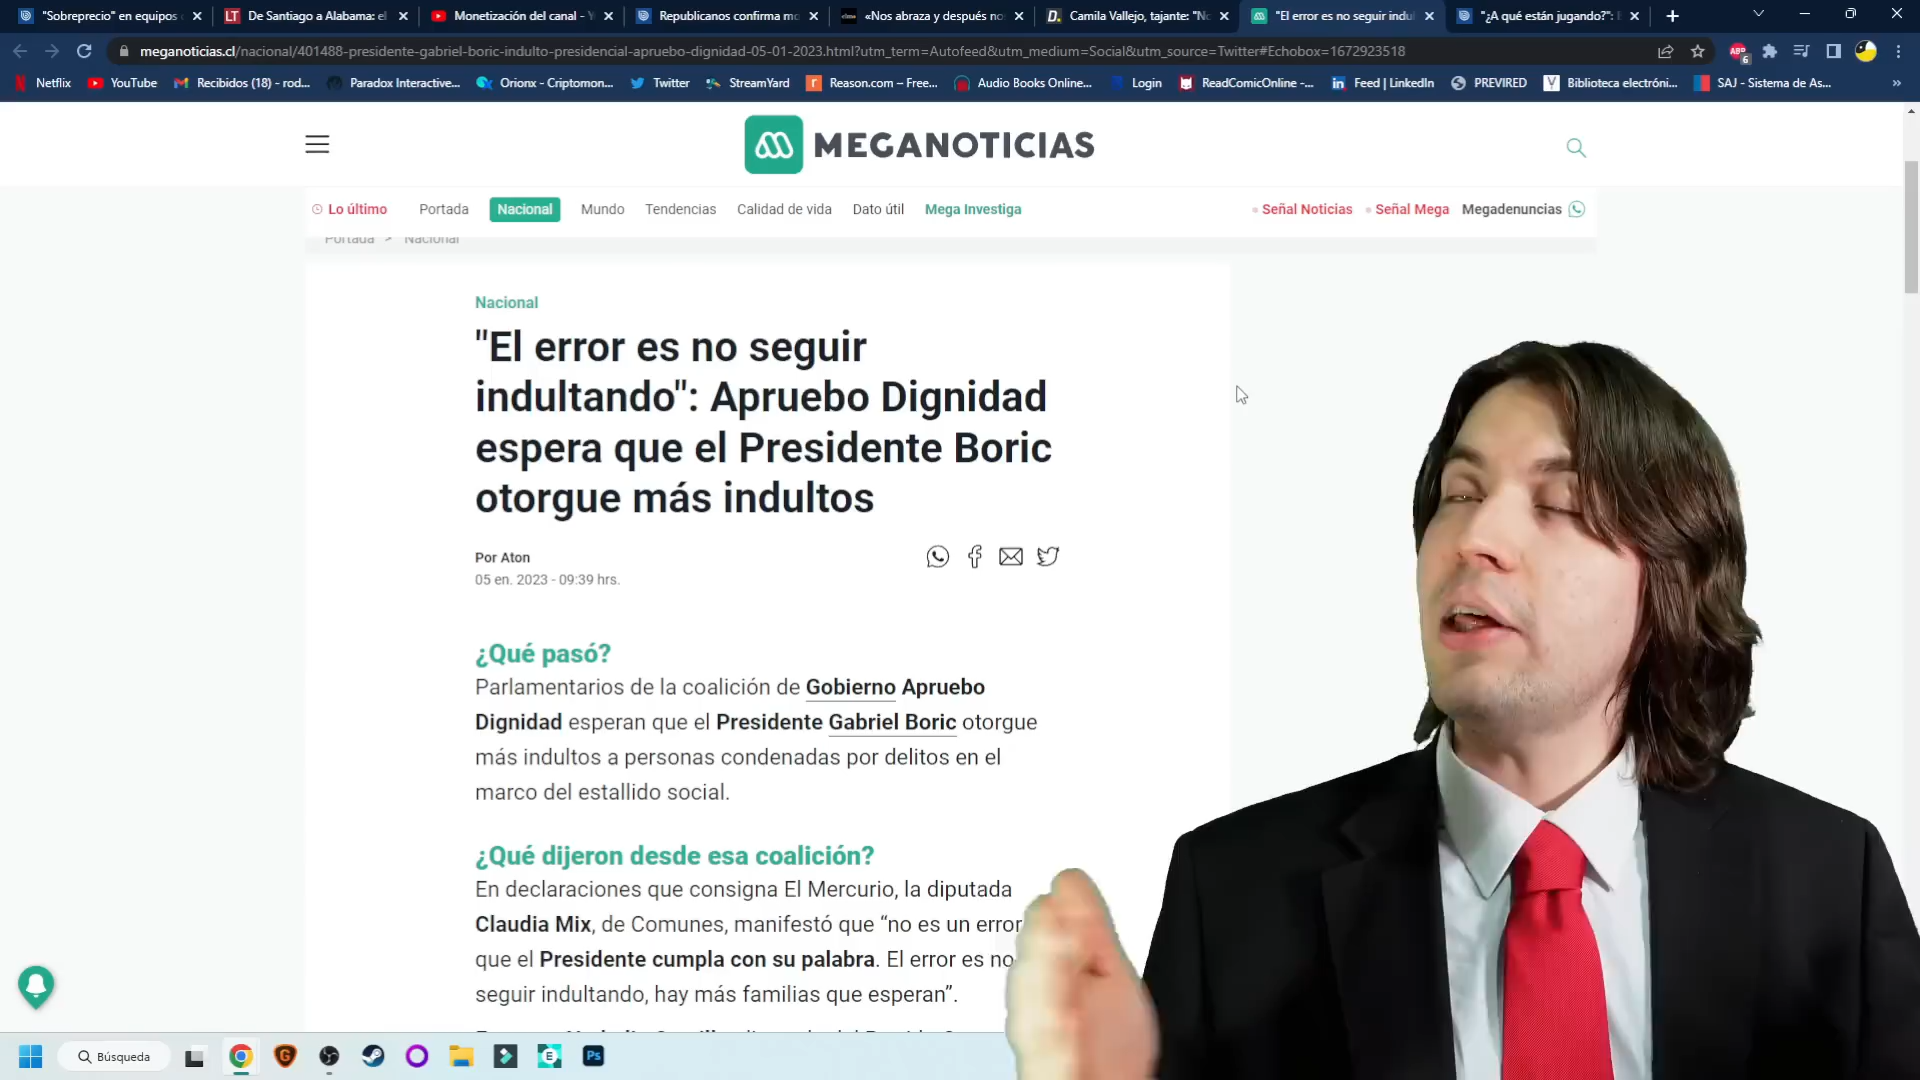 "Sobreprecio" en equipos
De Santiago a Alabama: el
Monetización del canal - Y
Republicanos confirma mo
«Nos abraza y después no
Camila Vallejo, tajante: "N
"El error es no seguir indul
"¿A qué están jugando?":
meganoticias.cl/nacional/401488-presidente-gabriel-boric-indulto-presidencial-apruebo-dignidad-05-01-2023.html?utm_term=Autofeed&utm_medium=Social&utm_source=Twitter#Echobox=1672923518
Netflix YouTube Recibidos (18) - rod... Paradox Interactive... Orionx - Criptomon... Twitter StreamYard Reason.com – Free... Audio Books Online... Login ReadComicOnline -... Feed | LinkedIn PREVIRED Biblioteca electróni... SAJ - Sistema de As... »
MEGANOTICIAS
Lo último Portada Nacional Mundo Tendencias Calidad de vida Dato útil Mega Investiga Señal Noticias Señal Mega Megadenuncias
Portada > Nacional
Nacional
"El error es no seguir
indultando": Apruebo Dignidad
espera que el Presidente Boric
otorgue más indultos
Por Aton
05 en. 2023 - 09:39 hrs.
¿Qué pasó?
Parlamentarios de la coalición de Gobierno Apruebo
Dignidad esperan que el Presidente Gabriel Boric otorgue
más indultos a personas condenadas por delitos en el
marco del estallido social.
¿Qué dijeron desde esa coalición?
En declaraciones que consigna El Mercurio, la diputada
Claudia Mix, de Comunes, manifestó que “no es un error
que el Presidente cumpla con su palabra. El error es no
seguir indultando, hay más familias que esperan”.
Búsqueda